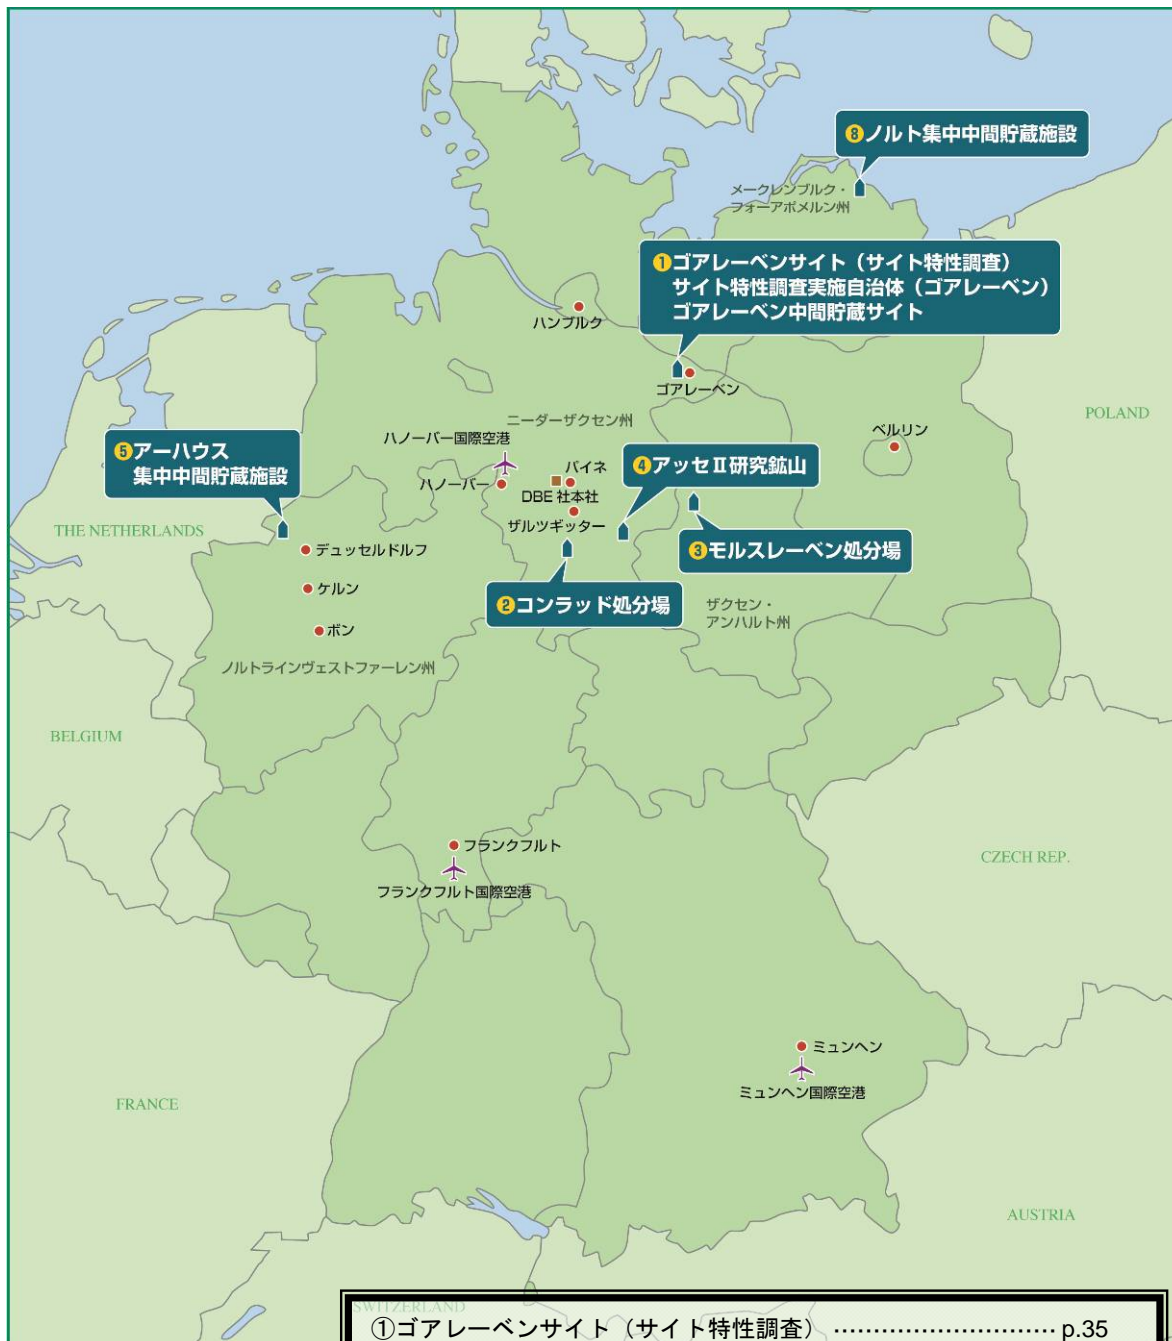 ❽ノルト集中中間貯蔵施設
メークレンブルク・
フォーアポメルン州
❶ゴアレーベンサイト（サイト特性調査）
サイト特性調査実施自治体（ゴアレーベン）
ゴアレーベン中間貯蔵サイト
ハンブルク
ゴアレーベン
POLAND
ニーダーザクセン州
ベルリン
ハノーバー国際空港
❺アーハウス
集中中間貯蔵施設
❹アッセⅡ研究鉱山
パイネ
ハノーバー
DBE 社本社
ザルツギッター
THE NETHERLANDS
デュッセルドルフ
❸モルスレーベン処分場
ケルン
❷コンラッド処分場
ザクセン・
アンハルト州
ボン
ノルトラインヴェストファーレン州
BELGIUM
フランクフルト
CZECH REP.
フランクフルト国際空港
ミュンヘン
ミュンヘン国際空港
FRANCE
AUSTRIA
SWITZERLAND
①ゴアレーベンサイト（サイト特性調査） ………………………… p.35